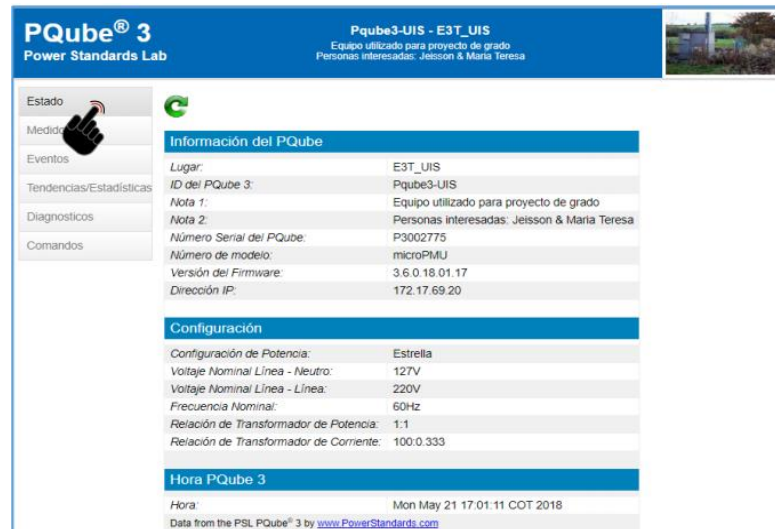 PQube® 3
Power Standards Lab
Pqube3-UIS - E3T_UIS
Equipo utilizado para proyecto de grado
Personas interesadas: Jeisson & Maria Teresa
Estado
Medido
Eventos
Tendencias/Estadísticas
Diagnosticos
Comandos
Información del PQube
Lugar: E3T_UIS
ID del PQube 3: Pqube3-UIS
Nota 1: Equipo utilizado para proyecto de grado
Nota 2: Personas interesadas: Jeisson & Maria Teresa
Número Serial del PQube: P3002775
Número de modelo: microPMU
Versión del Firmware: 3.6.0.18.01.17
Dirección IP: 172.17.69.20
Configuración
Configuración de Potencia: Estrella
Voltaje Nominal Línea - Neutro: 127V
Voltaje Nominal Línea - Línea: 220V
Frecuencia Nominal: 60Hz
Relación de Transformador de Potencia: 1:1
Relación de Transformador de Corriente: 100:0.333
Hora PQube 3
Hora: Mon May 21 17:01:11 COT 2018
Data from the PSL PQube® 3 by www.PowerStandards.com